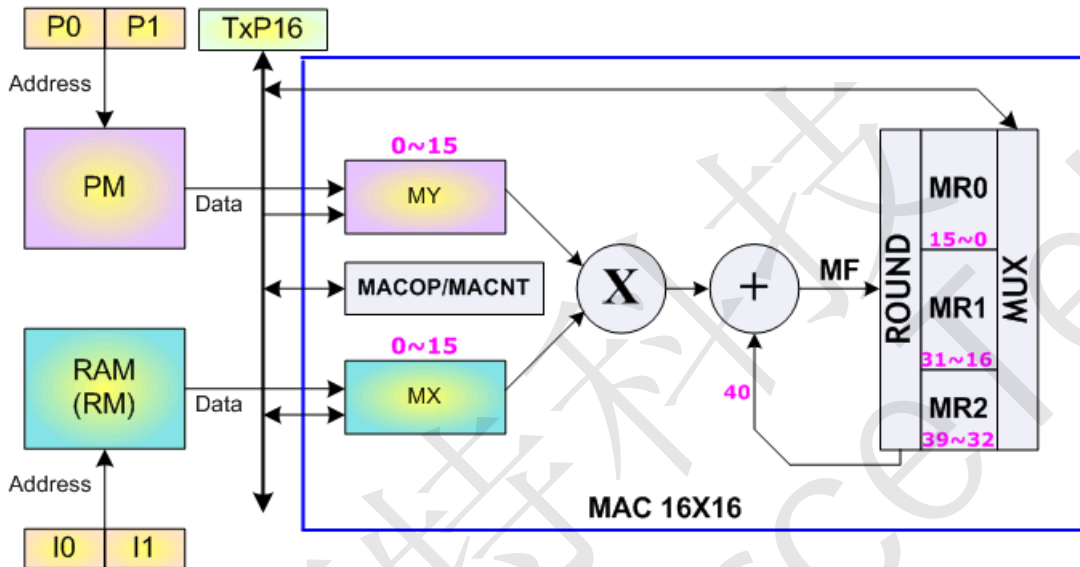 P0 P1 TxP16
Address
0~15
PM
Data
MY
MR0
15~0
MACOP/MACNT
X
+
MF
ROUND
MR1
31~16
MUX
0~15
RAM
(RM)
Data
MX
40
MR2
39~32
Address
MAC 16X16
I0 I1